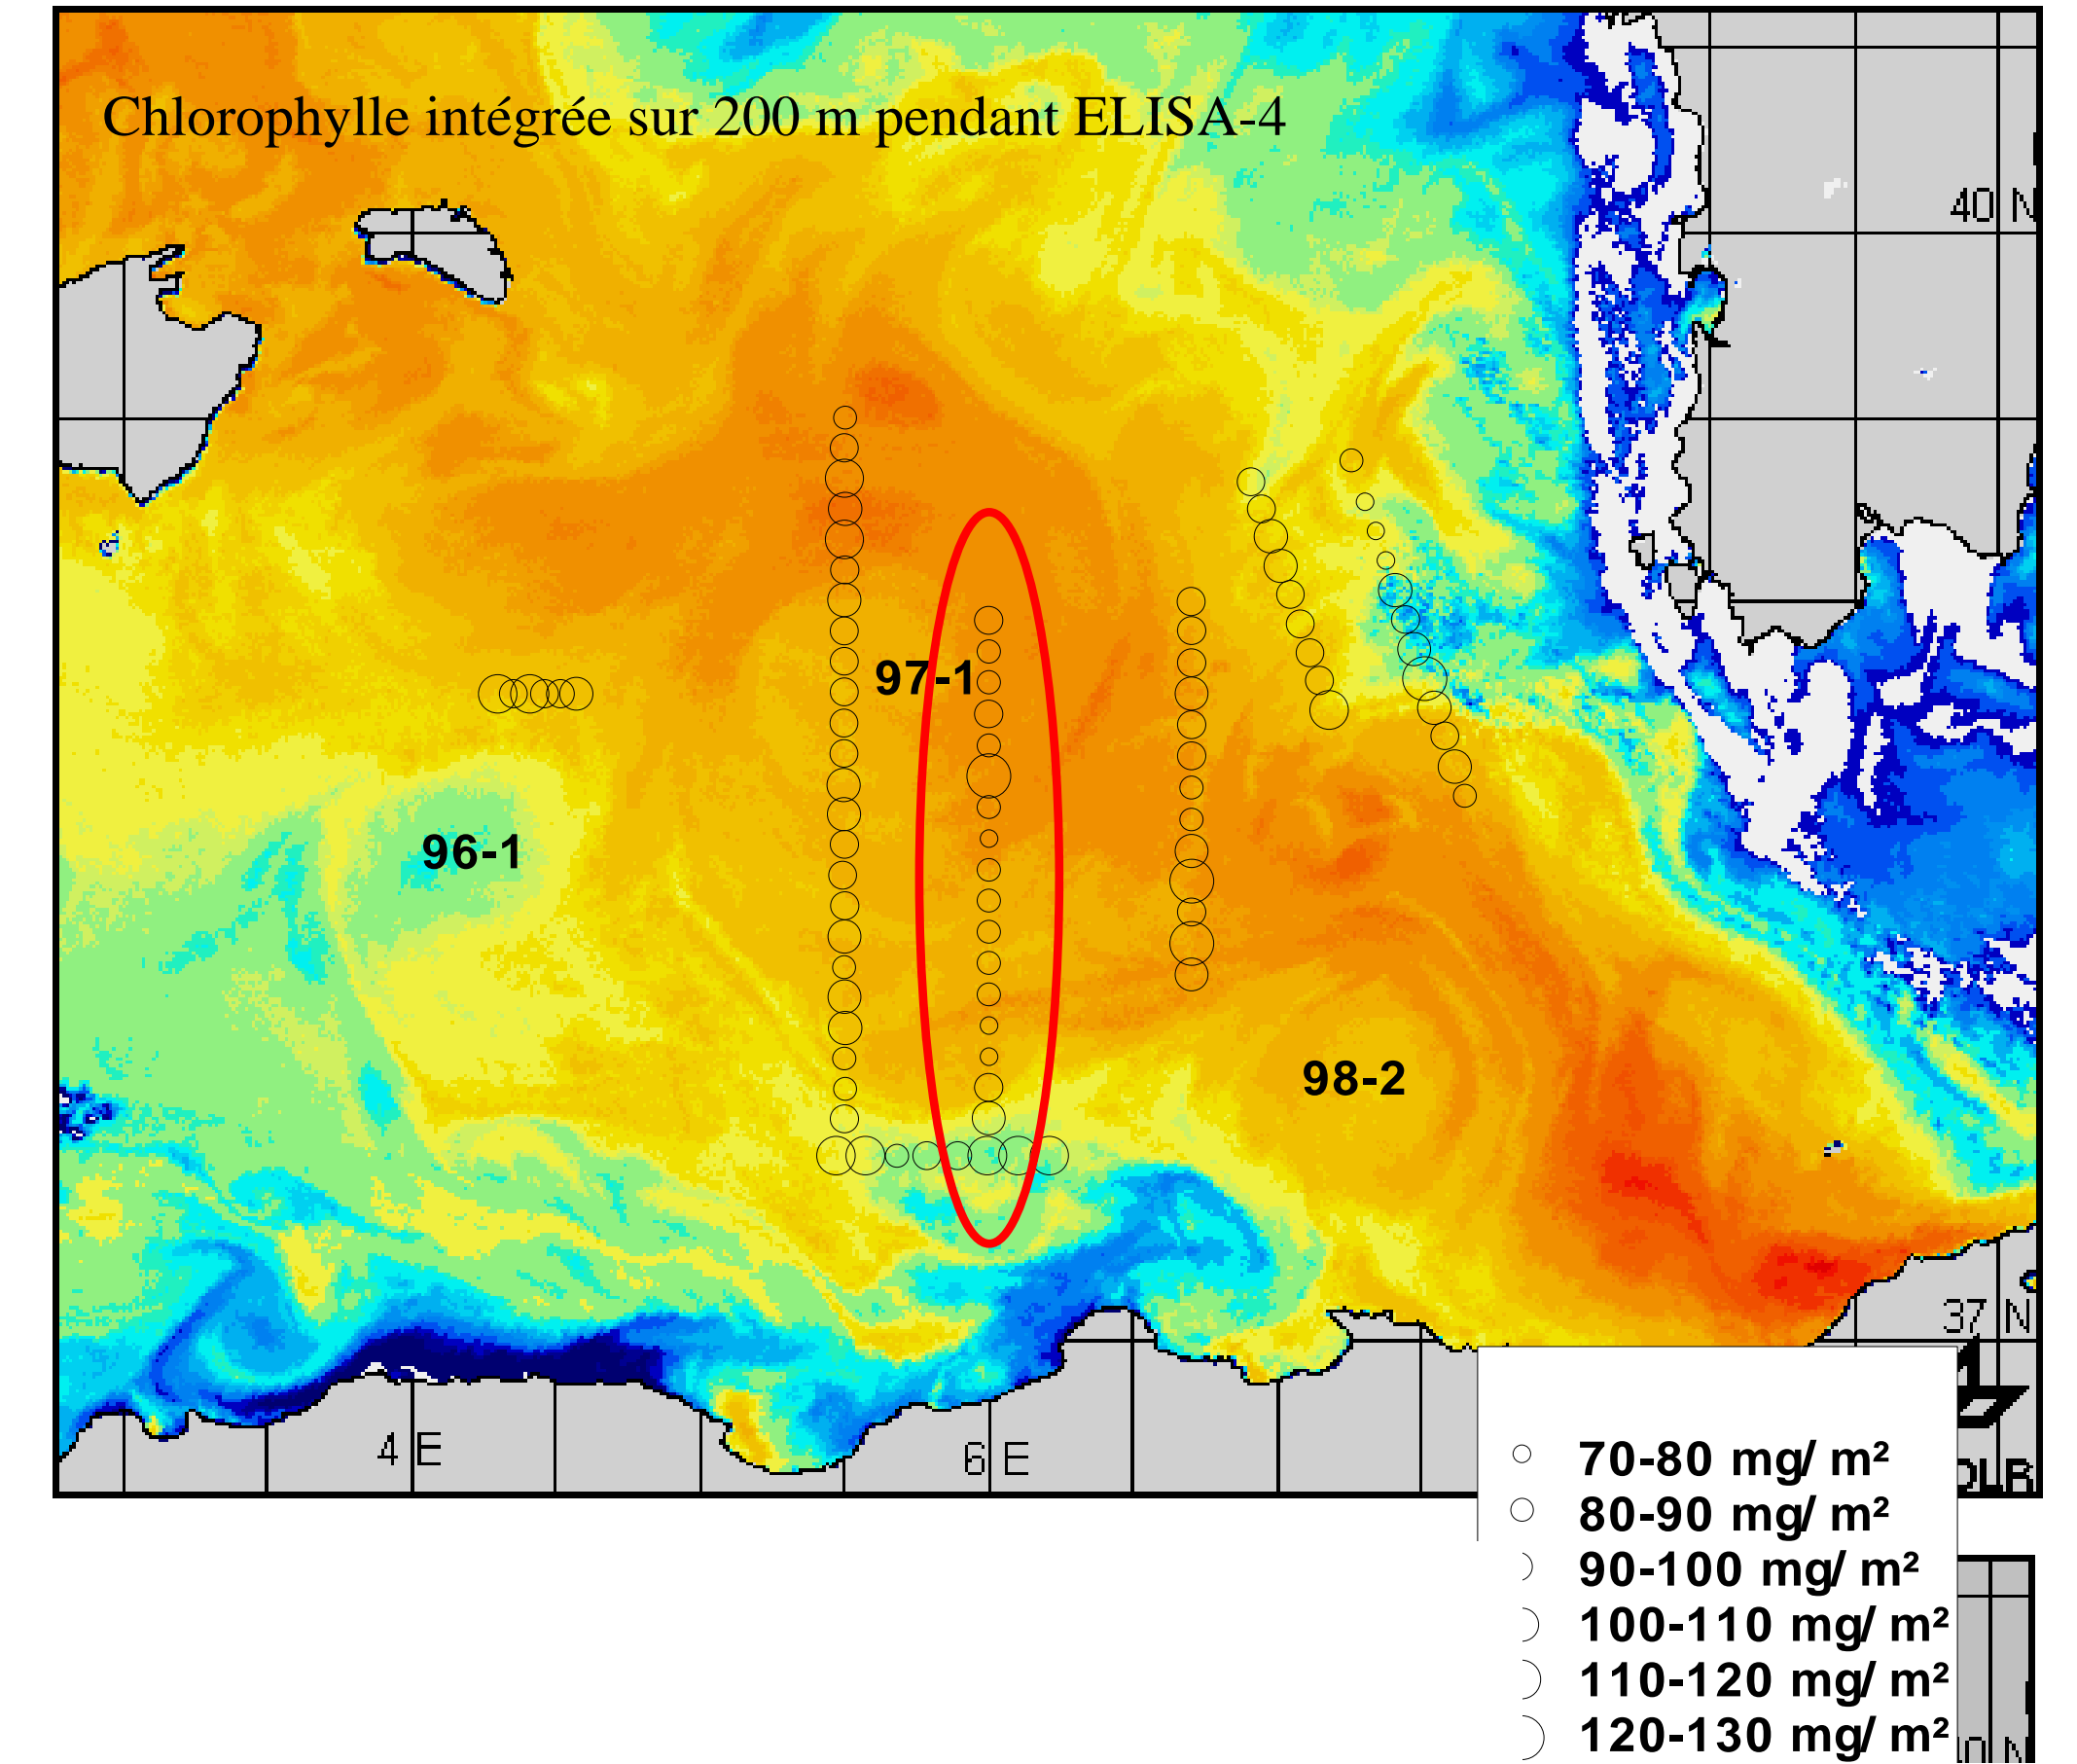 Chlorophylle intégrée sur 200 m pendant ELISA-4
40 N
97-1
96-1
98-2
37 N
4 E
6 E
DLR
70-80 mg/ m²
80-90 mg/ m²
90-100 mg/ m²
100-110 mg/ m²
110-120 mg/ m²
120-130 mg/ m²